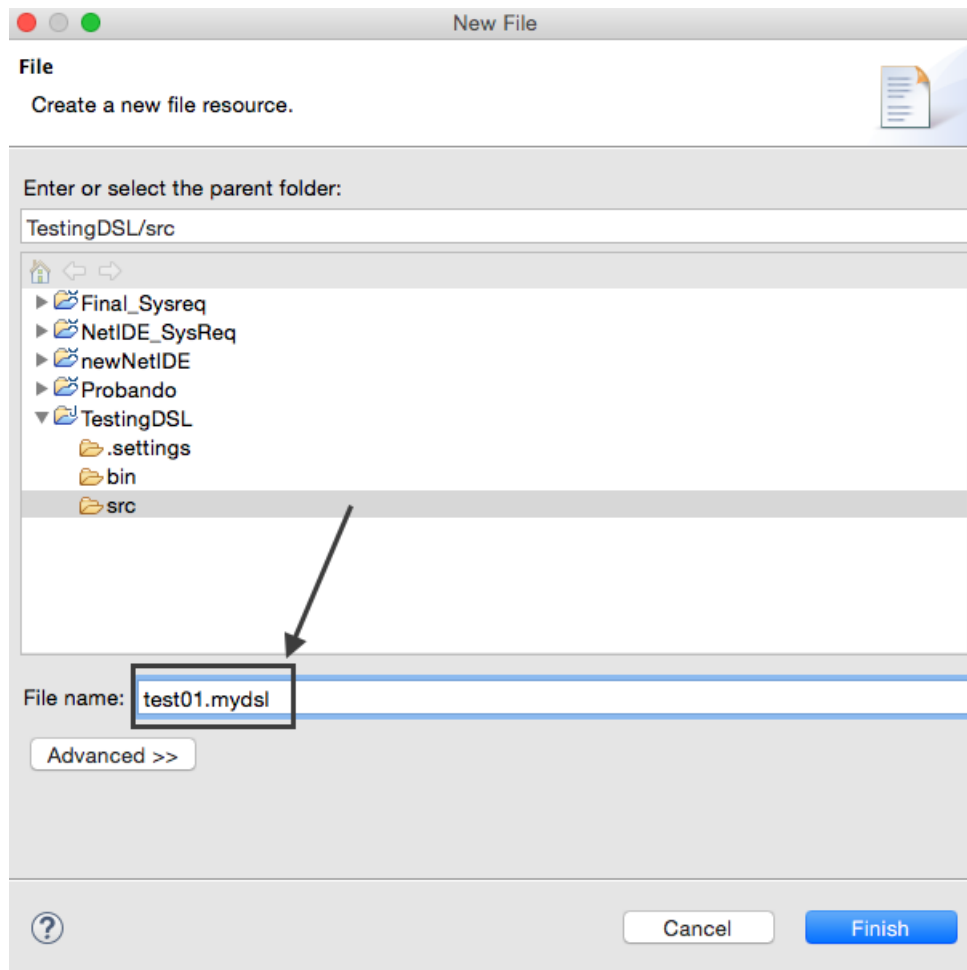 New File
File
Create a new file resource.
Enter or select the parent folder:
TestingDSL/src
Final_Sysreq
NetIDE_SysReq
newNetIDE
Probando
TestingDSL
.settings
bin
src
File name: test01.mydsl
Advanced >>
? Cancel Finish